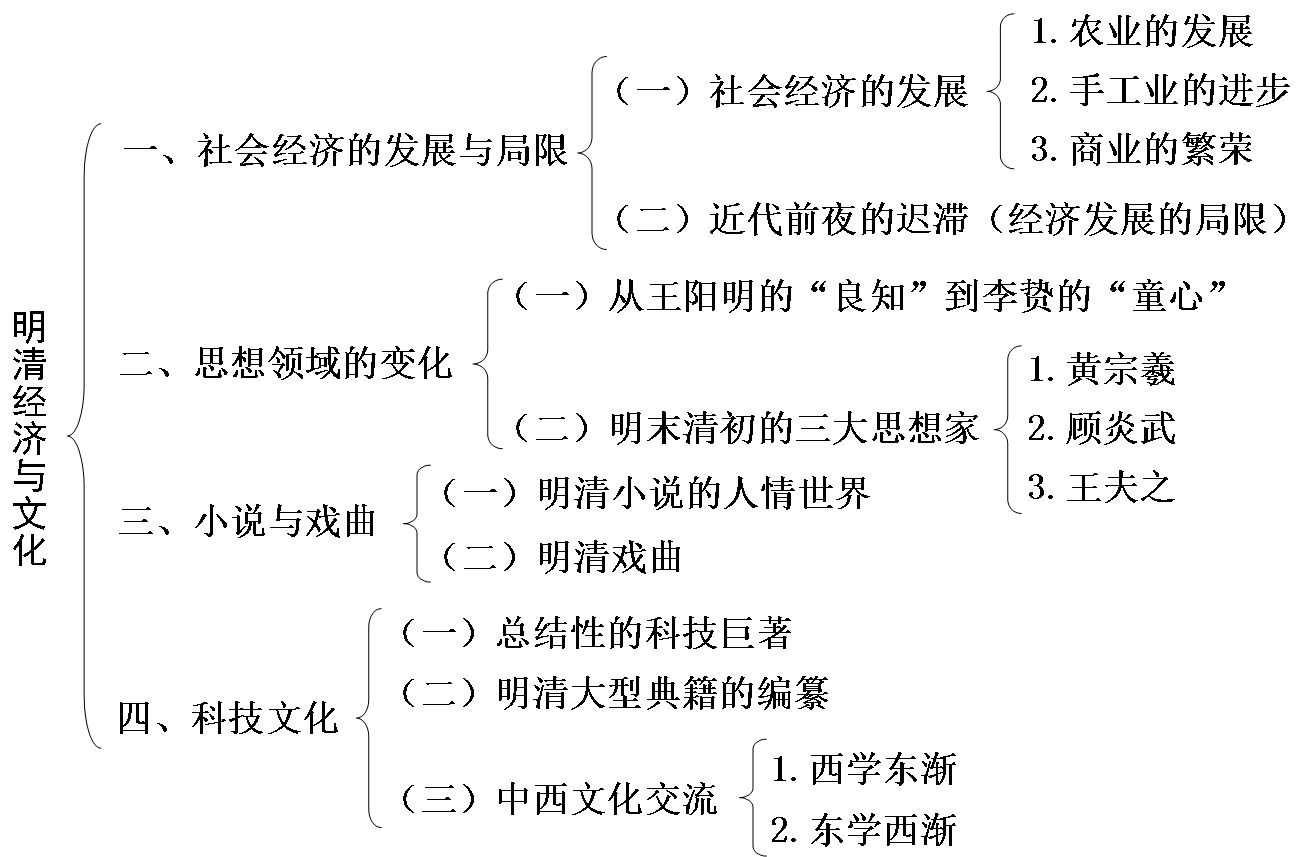 明清经济与文化
一、社会经济的发展与局限
（一）社会经济的发展
1. 农业的发展
2. 手工业的进步
3. 商业的繁荣
（二）近代前夜的迟滞（经济发展的局限）
二、思想领域的变化
（一）从王阳明的“良知”到李贽的“童心”
（二）明末清初的三大思想家
1. 黄宗羲
2. 顾炎武
3. 王夫之
三、小说与戏曲
（一）明清小说的人情世界
（二）明清戏曲
四、科技文化
（一）总结性的科技巨著
（二）明清大型典籍的编纂
（三）中西文化交流
1. 西学东渐
2. 东学西渐